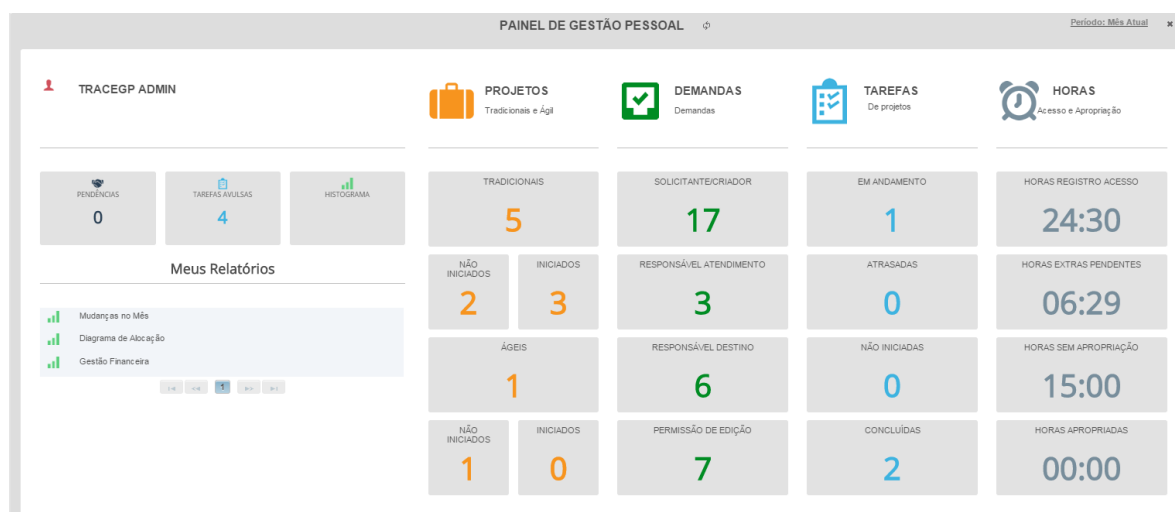 PAINEL DE GESTÃO PESSOAL
Período: Mês Atual
TRACEGP ADMIN
PENDÊNCIAS
0
TAREFAS AVULSAS
4
HISTOGRAMA
Meus Relatórios
Mudanças no Mês
Diagrama de Alocação
Gestão Financeira
1
PROJETOS
Tradicionais e Ágil
TRADICIONAIS
5
NÃO
INICIADOS
2
INICIADOS
3
ÁGEIS
1
NÃO
INICIADOS
1
INICIADOS
0
DEMANDAS
Demandas
SOLICITANTE/CRIADOR
17
RESPONSÁVEL ATENDIMENTO
3
RESPONSÁVEL DESTINO
6
PERMISSÃO DE EDIÇÃO
7
TAREFAS
De projetos
EM ANDAMENTO
1
ATRASADAS
0
NÃO INICIADAS
0
CONCLUÍDAS
2
HORAS
Acesso e Apropriação
HORAS REGISTRO ACESSO
24:30
HORAS EXTRAS PENDENTES
06:29
HORAS SEM APROPRIAÇÃO
15:00
HORAS APROPRIADAS
00:00